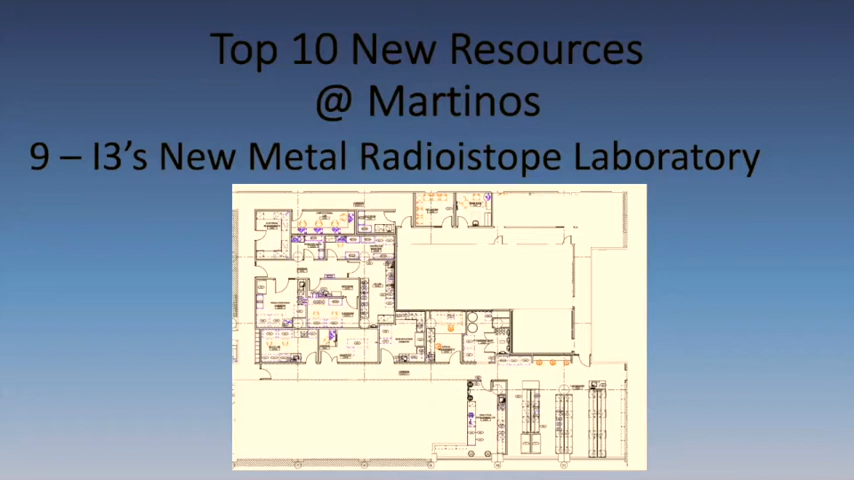 Top 10 New Resources
@ Martinos
9 – I3’s New Metal Radioistope Laboratory